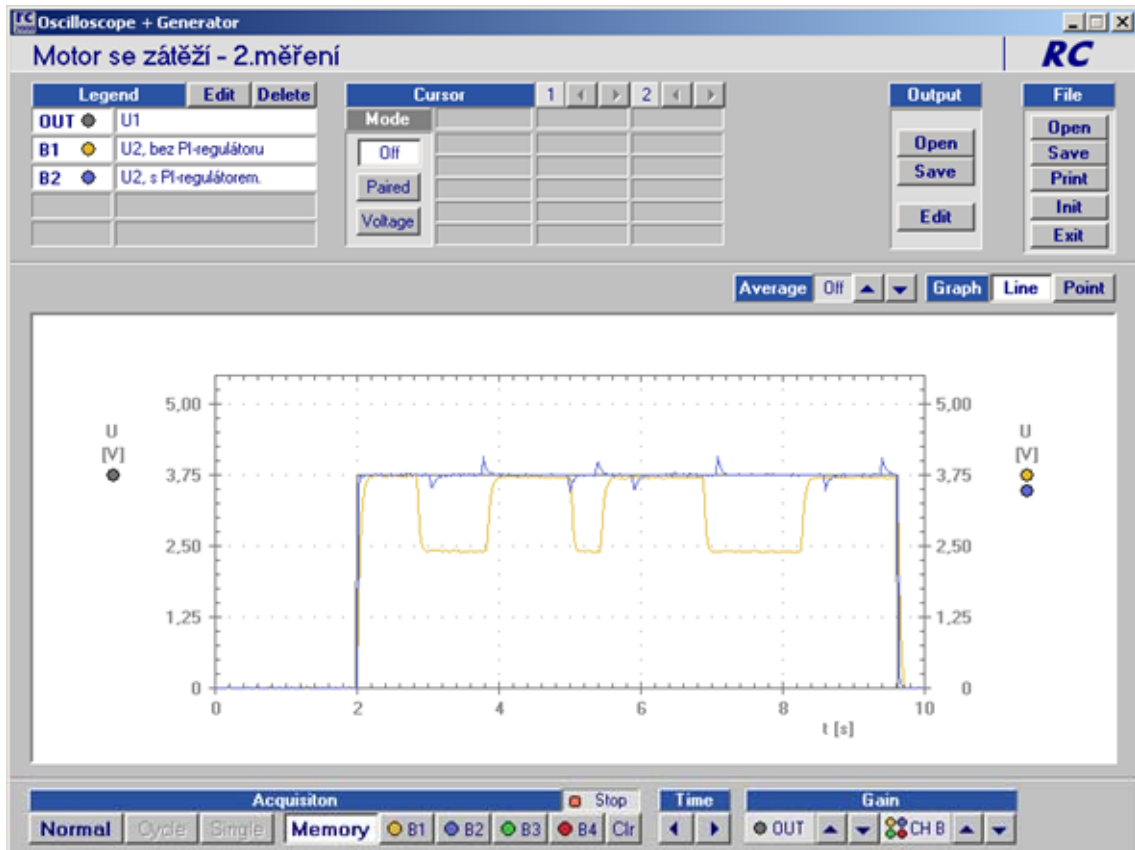 Oscilloscope + Generator
Motor se zátěží - 2.měření
RC
Legend Edit Delete
OUT U1
B1 U2, bez PI-regulátoru
B2 U2, s PI-regulátorem.
Cursor 1 2
Mode
Off
Paired
Voltage
Output
Open
Save
Edit
File
Open
Save
Print
Init
Exit
Average Off Graph Line Point
U
[V]
5,00
3,75
2,50
1,25
0
0 2 4 6 8 10
t [s]
5,00
3,75
2,50
1,25
0
U
[V]
Acquisiton Stop
Normal Cycle Single Memory B1 B2 B3 B4 Clr
Time
Gain
OUT CH B